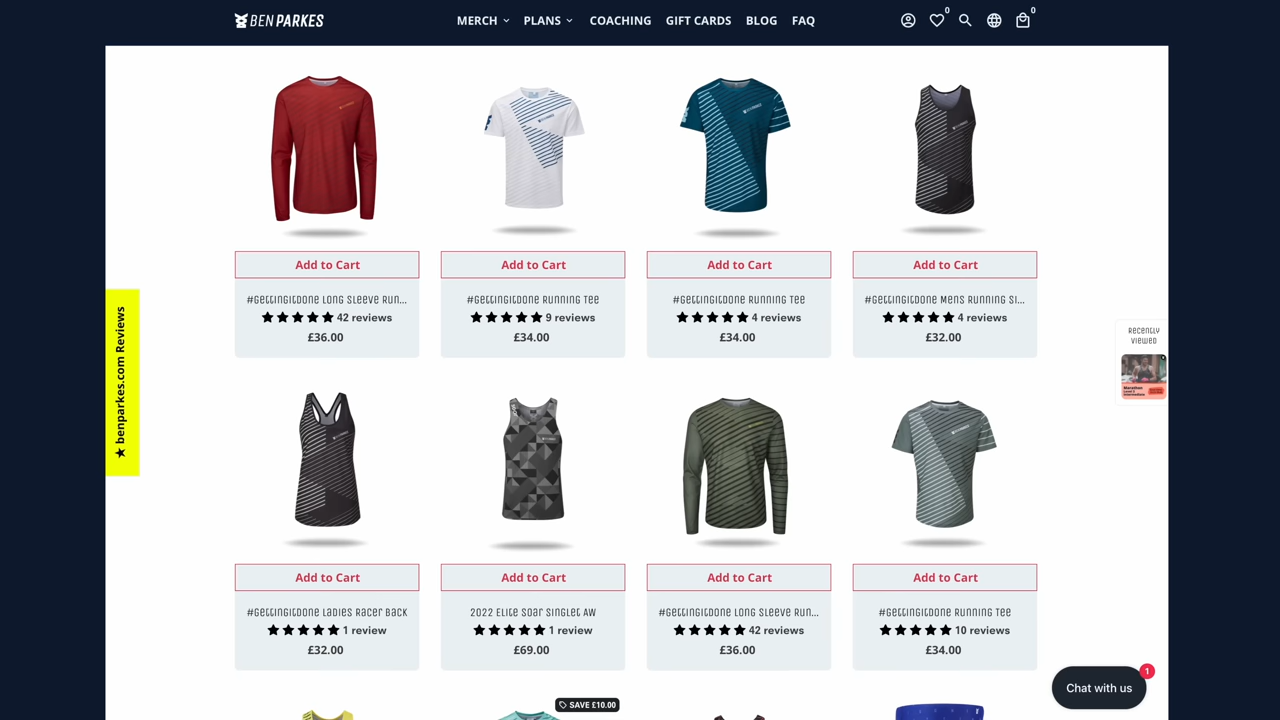 BEN PARKES
MERCH PLANS COACHING GIFT CARDS BLOG FAQ
0 0
Add to Cart Add to Cart Add to Cart Add to Cart
#GettingItDone Long Sleeve Run... #GettingItDone Running Tee #GettingItDone Running Tee #GettingItDone Mens Running Si...
42 reviews 9 reviews 4 reviews 4 reviews
£36.00 £34.00 £34.00 £32.00
★ benparkes.com Reviews
Recently
Viewed
Marathon
Level 2
Intermediate
Add to Cart Add to Cart Add to Cart Add to Cart
#GettingItDone Ladies Racer Back 2022 Elite Soar Singlet AW #GettingItDone Long Sleeve Run... #GettingItDone Running Tee
1 review 1 review 42 reviews 10 reviews
£32.00 £69.00 £36.00 £34.00
1
Chat with us
SAVE £10.00